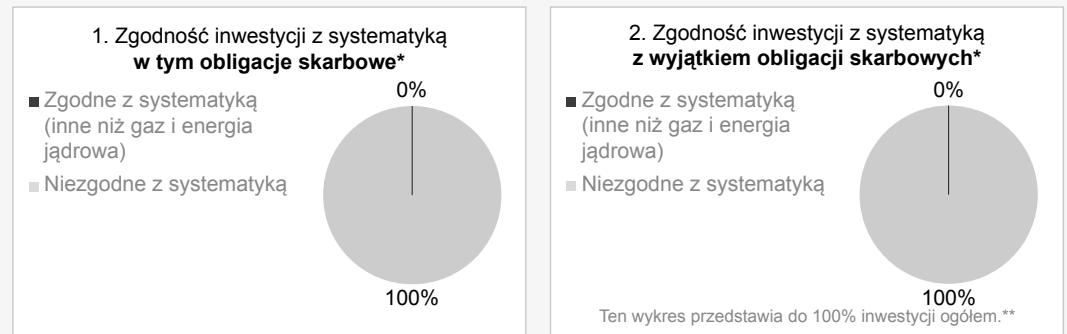 1. Zgodność inwestycji z systematyką
w tym obligacje skarbowe*
Zgodne z systematyką
(inne niż gaz i energia
jądrowa)
Niezgodne z systematyką
0%
100%
2. Zgodność inwestycji z systematyką
z wyjątkiem obligacji skarbowych*
Zgodne z systematyką
(inne niż gaz i energia
jądrowa)
Niezgodne z systematyką
0%
100%
Ten wykres przedstawia do 100% inwestycji ogółem.**